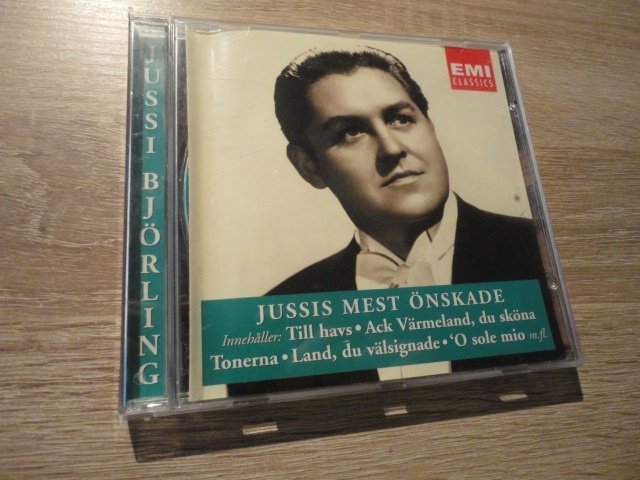 JUSSI BJÖRLING
EMI
CLASSICS
JUSSIS MEST ÖNSKADE
Innehåller: Till havs • Ack Värmeland, du sköna
Tonerna • Land, du välsignade • 'O sole mio m.fl.